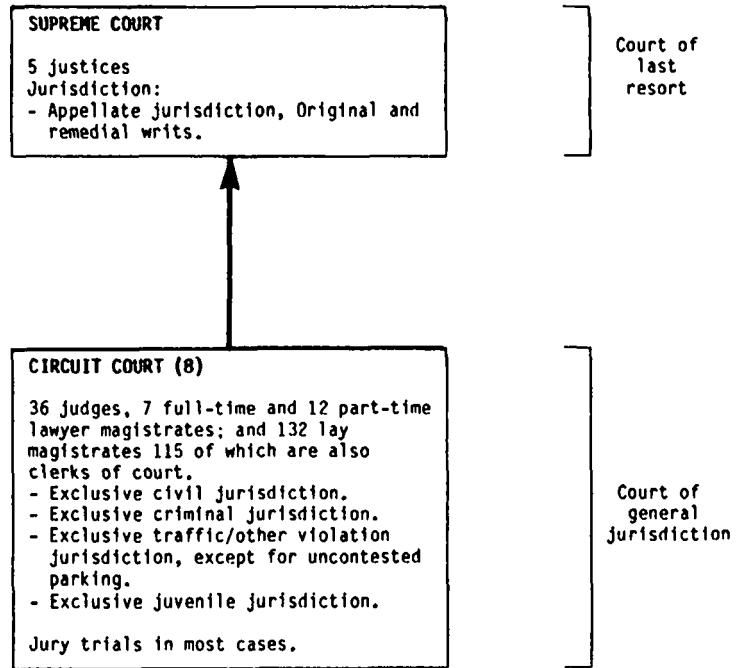 SUPREME COURT
5 justices
Jurisdiction:
- Appellate jurisdiction, Original and
remedial writs.
Court of
last
resort
CIRCUIT COURT (8)
36 judges, 7 full-time and 12 part-time
lawyer magistrates; and 132 lay
magistrates 115 of which are also
clerks of court.
- Exclusive civil jurisdiction.
- Exclusive criminal jurisdiction.
- Exclusive traffic/other violation
jurisdiction, except for uncontested
parking.
- Exclusive juvenile jurisdiction.
Jury trials in most cases.
Court of
general
jurisdiction